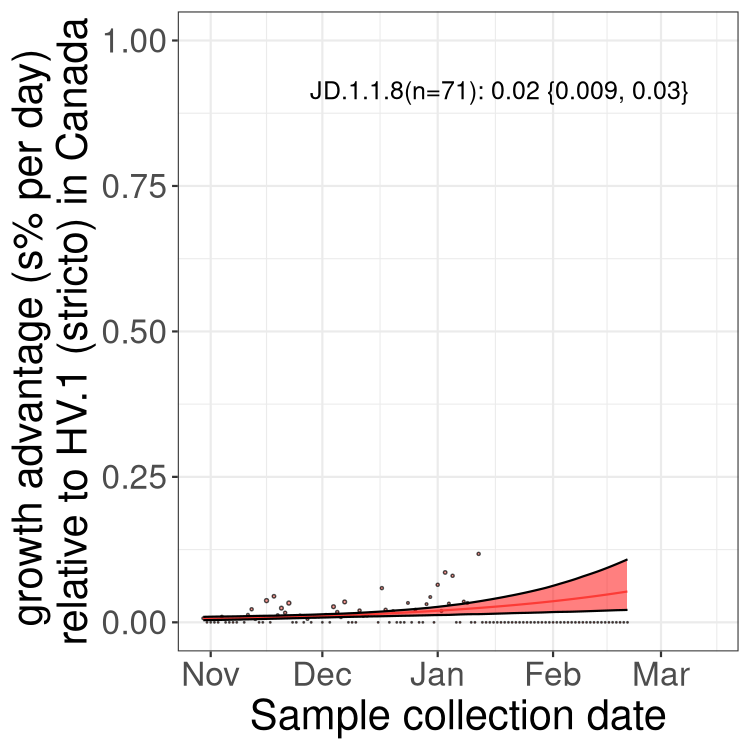 growth advantage (s% per day)
relative to HV.1 (stricto) in Canada
1.00
0.75
0.50
0.25
0.00
JD.1.1.8(n=71): 0.02 {0.009, 0.03}
Nov Dec Jan Feb Mar
Sample collection date